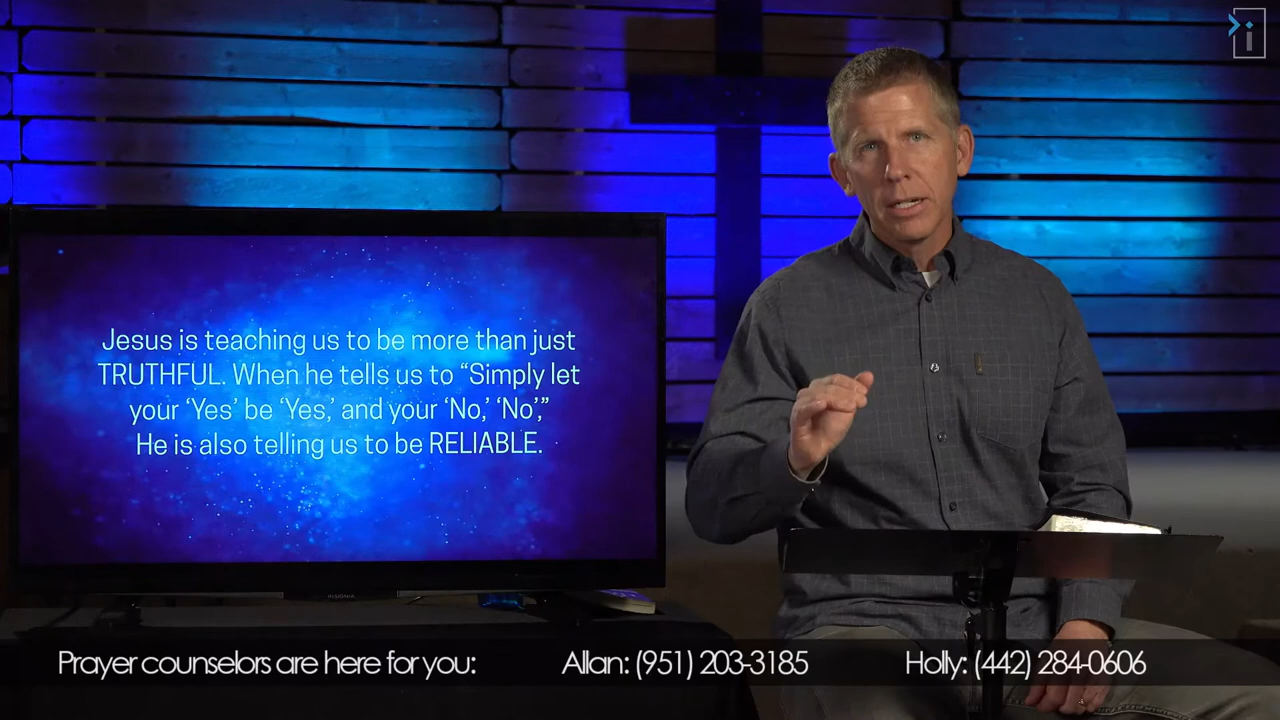 Jesus is teaching us to be more than just
TRUTHFUL. When he tells us to “Simply let
your ‘Yes’ be ‘Yes,’ and your ‘No,’ ‘No’,”
He is also telling us to be RELIABLE.
INSIGNIA
Prayer counselors are here for you: Allan: (951) 203-3185 Holly: (442) 284-0606